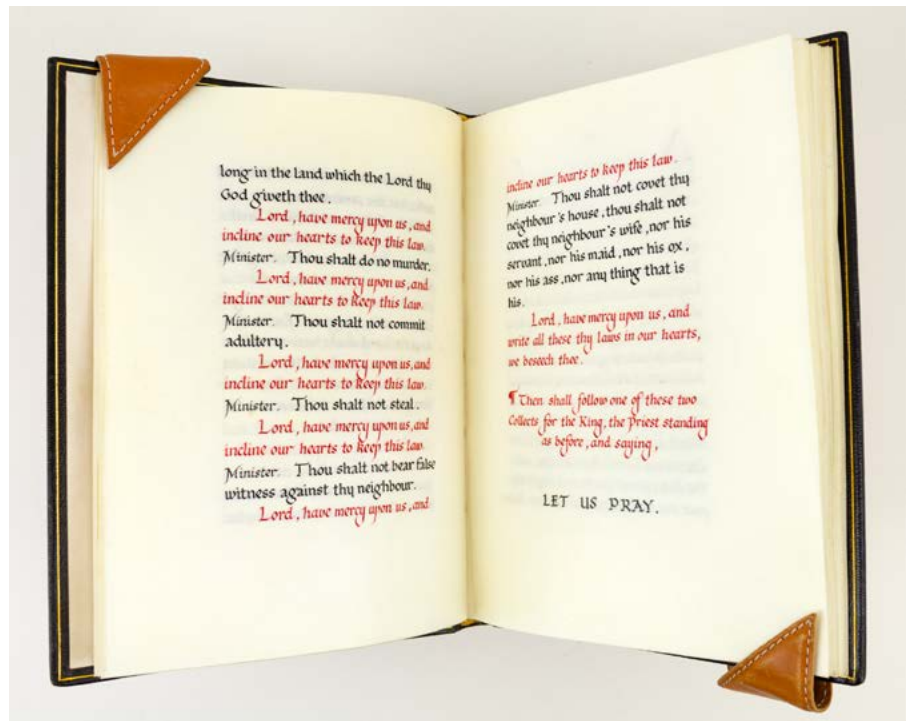 long in the land which the Lord thy
God giveth thee.
Lord, have mercy upon us, and
incline our hearts to keep this law.
Minister. Thou shalt do no murder.
Lord, have mercy upon us, and
incline our hearts to keep this law.
Minister. Thou shalt not commit
adultery.
Lord, have mercy upon us, and
incline our hearts to keep this law.
Minister. Thou shalt not steal.
Lord, have mercy upon us, and
incline our hearts to keep this law.
Minister. Thou shalt not bear false
witness against thy neighbour.
Lord, have mercy upon us, and
incline our hearts to keep this law.
Minister. Thou shalt not covet thy
neighbour's house, thou shalt not
covet thy neighbour's wife, nor his
servant, nor his maid, nor his ox,
nor his ass, nor any thing that is
his.
Lord, have mercy upon us, and
write all these thy laws in our hearts,
we beseech thee.
¶ Then shall follow one of these two
Collects for the King, the Priest standing
as before, and saying,
LET US PRAY.